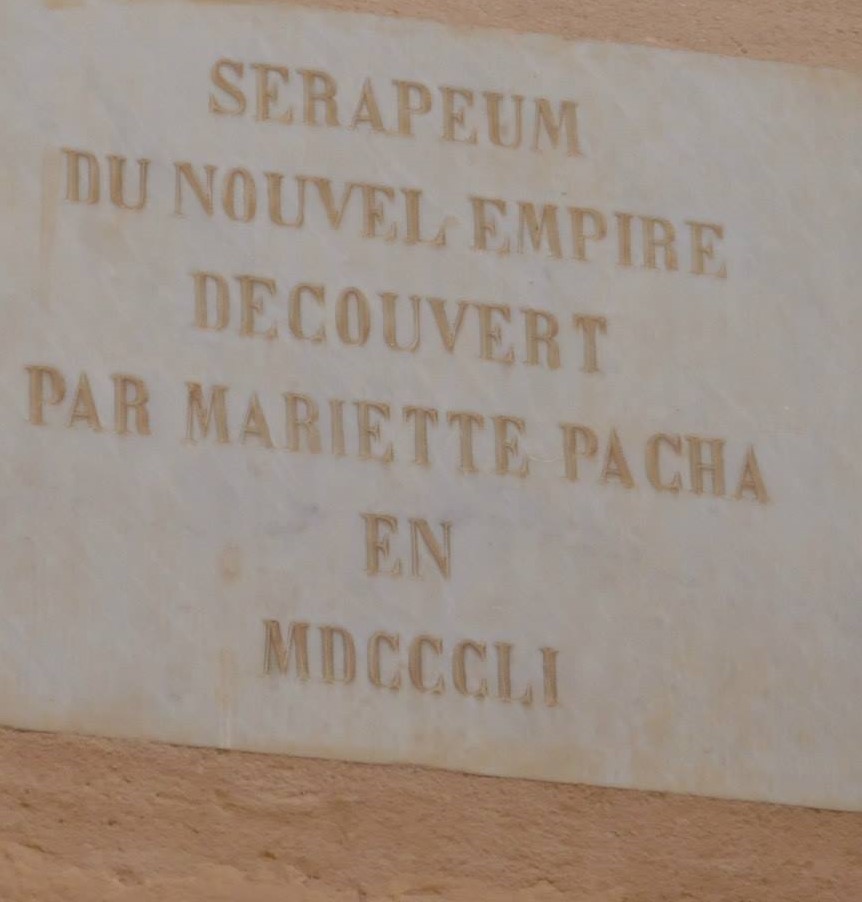 SERAPEUM
DU NOUVEL EMPIRE
DECOUVERT
PAR MARIETTE PACHA
EN
MDCCCLI